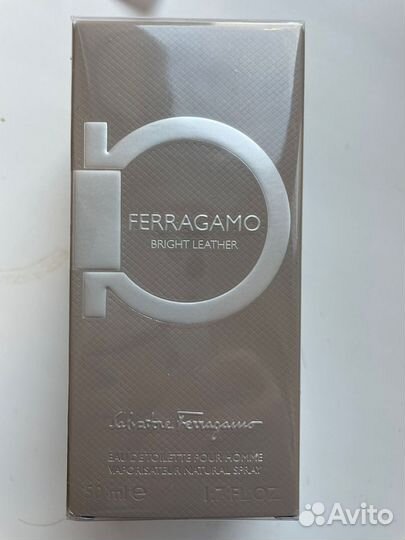 FERRAGAMO
BRIGHT LEATHER
Salvatore Ferragamo
EAU DE TOILETTE POUR HOMME
VAPORISATEUR NATURAL SPRAY
50 ml e 1.7 FL.OZ.
Avito